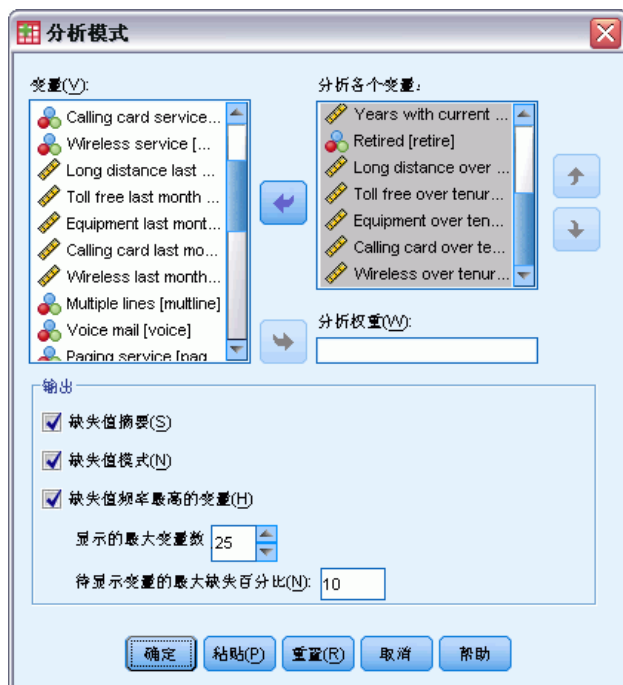 分析模式
变量(V):
Calling card service...
Wireless service [...
Long distance last ...
Toll free last month ...
Equipment last mont...
Calling card last mo...
Wireless last month...
Multiple lines [multline]
Voice mail [voice]
Paging service [pag
分析各个变量:
Years with current ...
Retired [retire]
Long distance over ...
Toll free over tenur...
Equipment over ten...
Calling card over te...
Wireless over tenur...
分析权重(W):
输出
缺失值摘要(S)
缺失值模式(N)
缺失值频率最高的变量(H)
显示的最大变量数 25
待显示变量的最大缺失百分比(N): 10
确定 粘贴(P) 重置(R) 取消 帮助